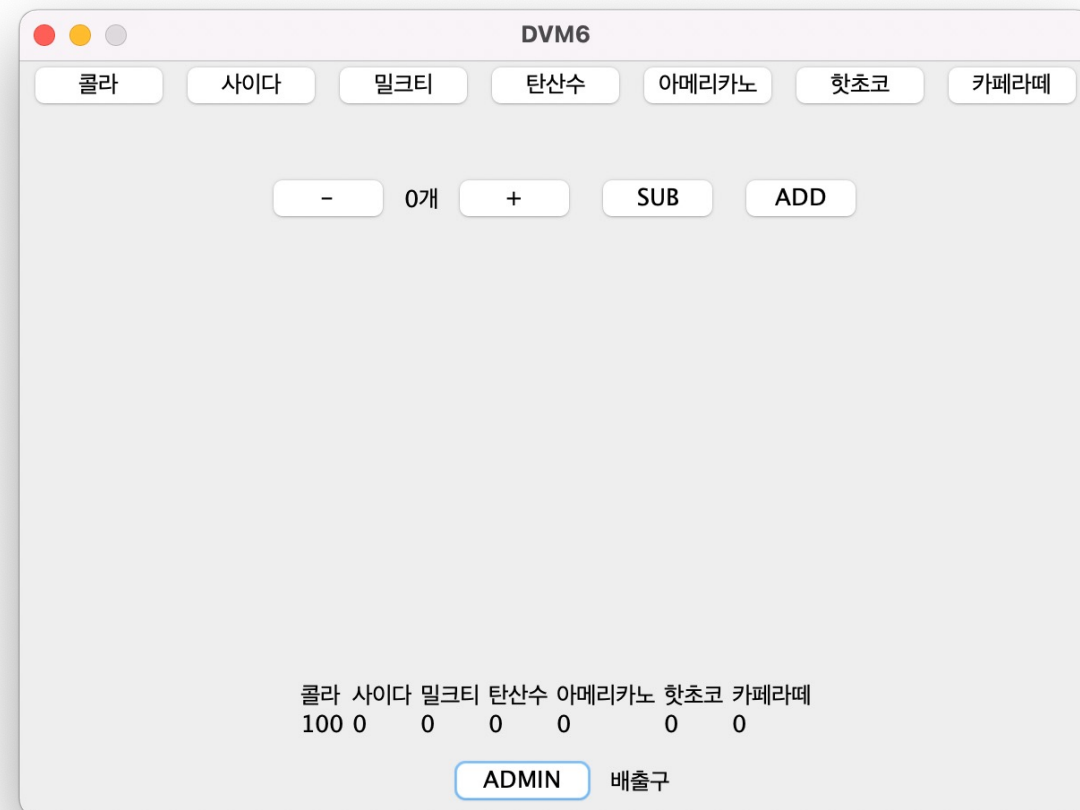 DVM6
콜라 사이다 밀크티 탄산수 아메리카노 핫초코 카페라떼
- 0개 + SUB ADD
콜라 사이다 밀크티 탄산수 아메리카노 핫초코 카페라떼
100 0 0 0 0 0 0
ADMIN 배출구